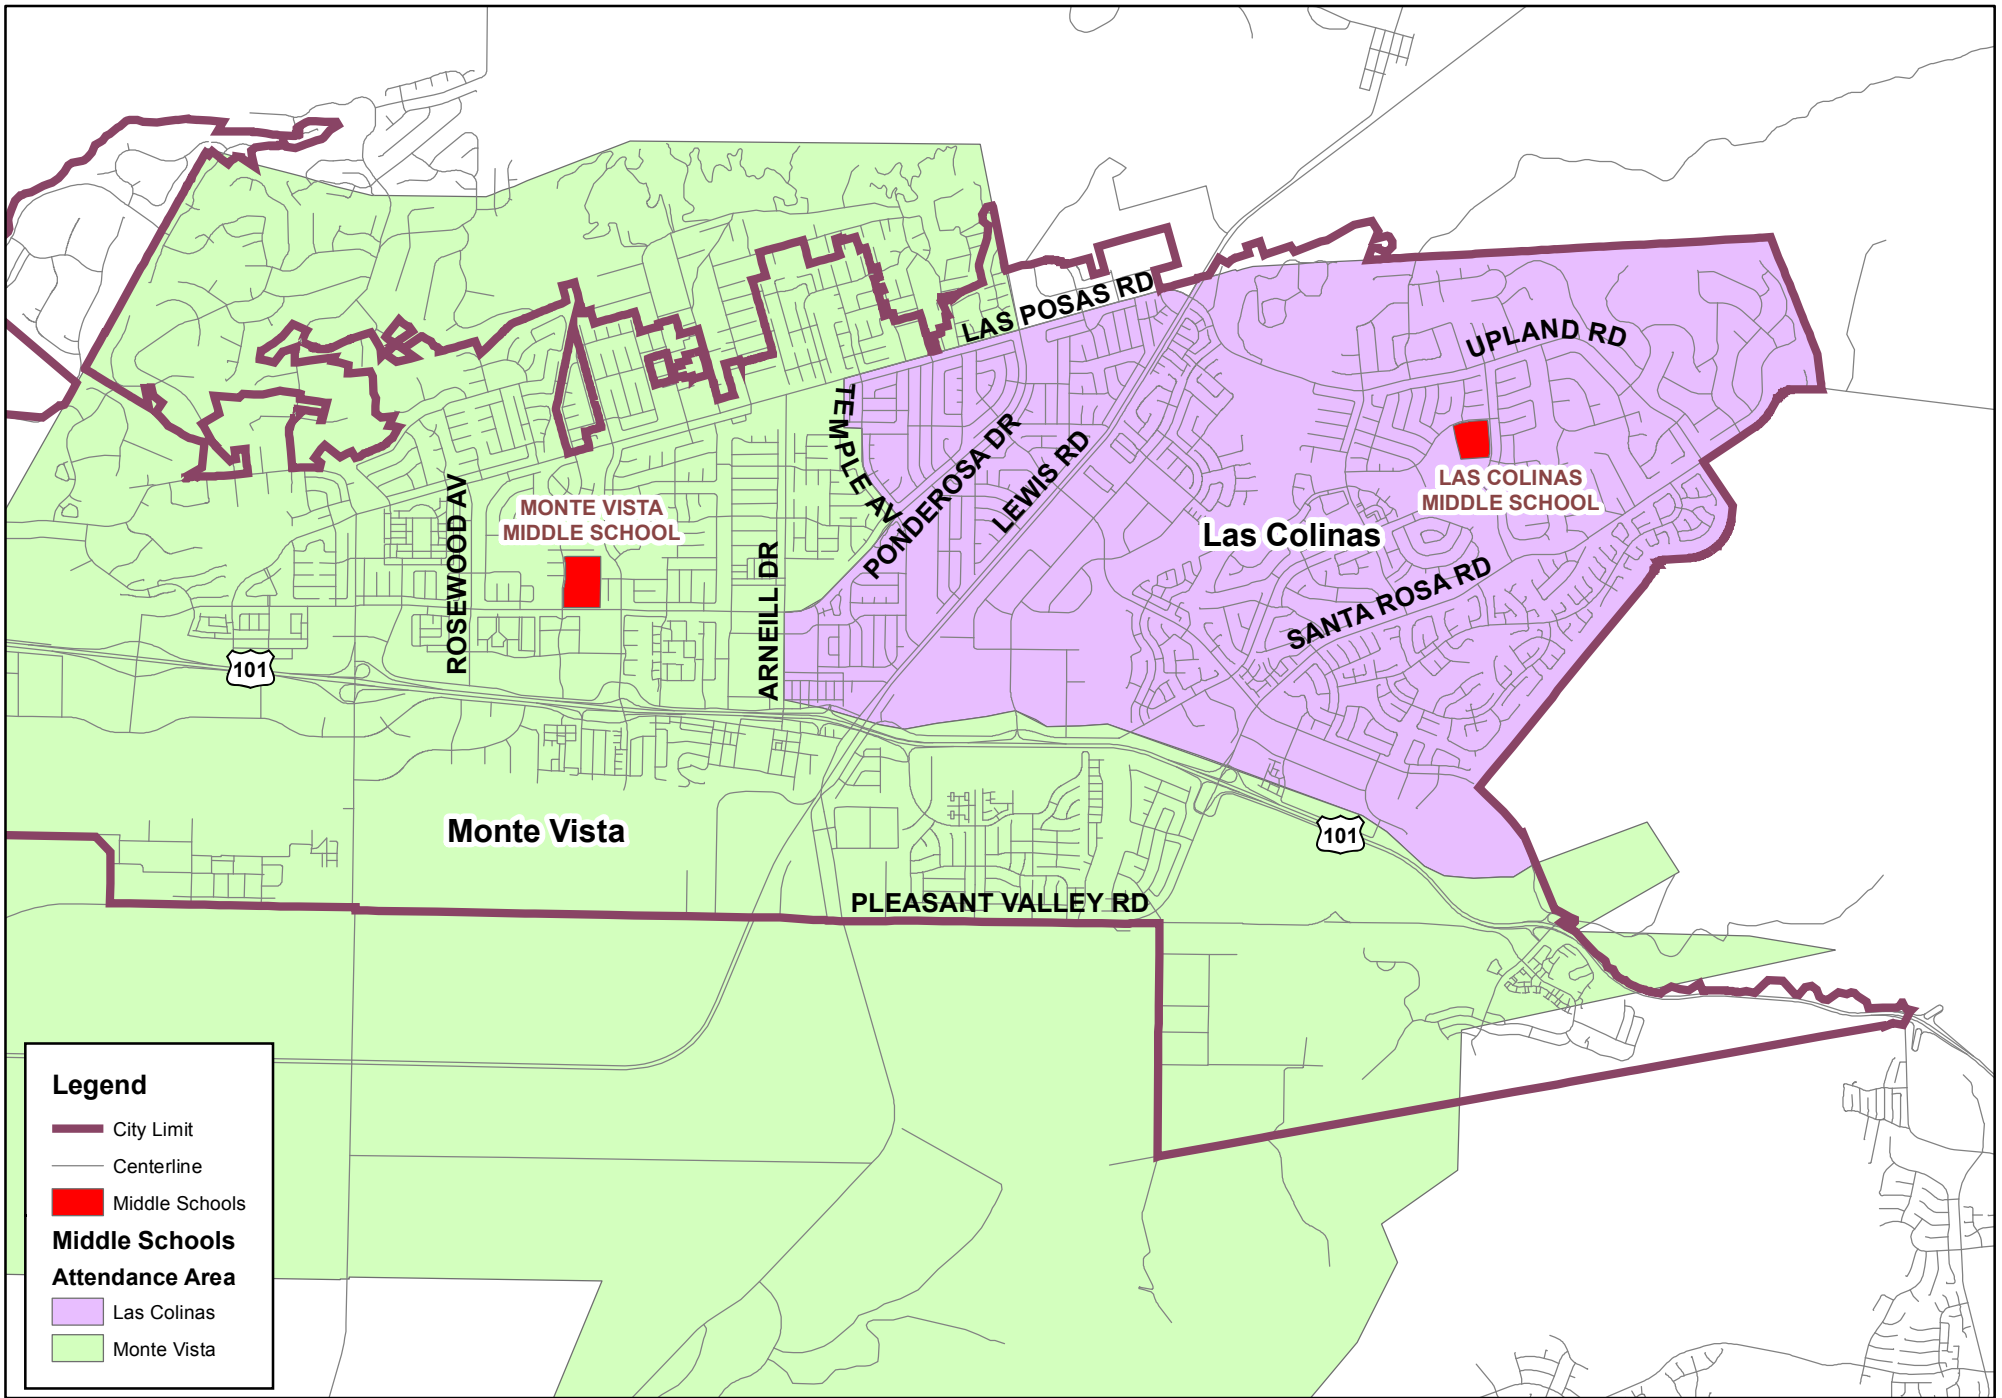 LAS POSAS RD
UPLAND RD
TEMPLE AV
PONDEROSA DR
LEWIS RD
LAS COLINAS
MIDDLE SCHOOL
ROSEWOOD AV
MONTE VISTA
MIDDLE SCHOOL
Las Colinas
ARNEILL DR
SANTA ROSA RD
101
Monte Vista
101
PLEASANT VALLEY RD
Legend
City Limit
Centerline
Middle Schools
Middle Schools
Attendance Area
Las Colinas
Monte Vista